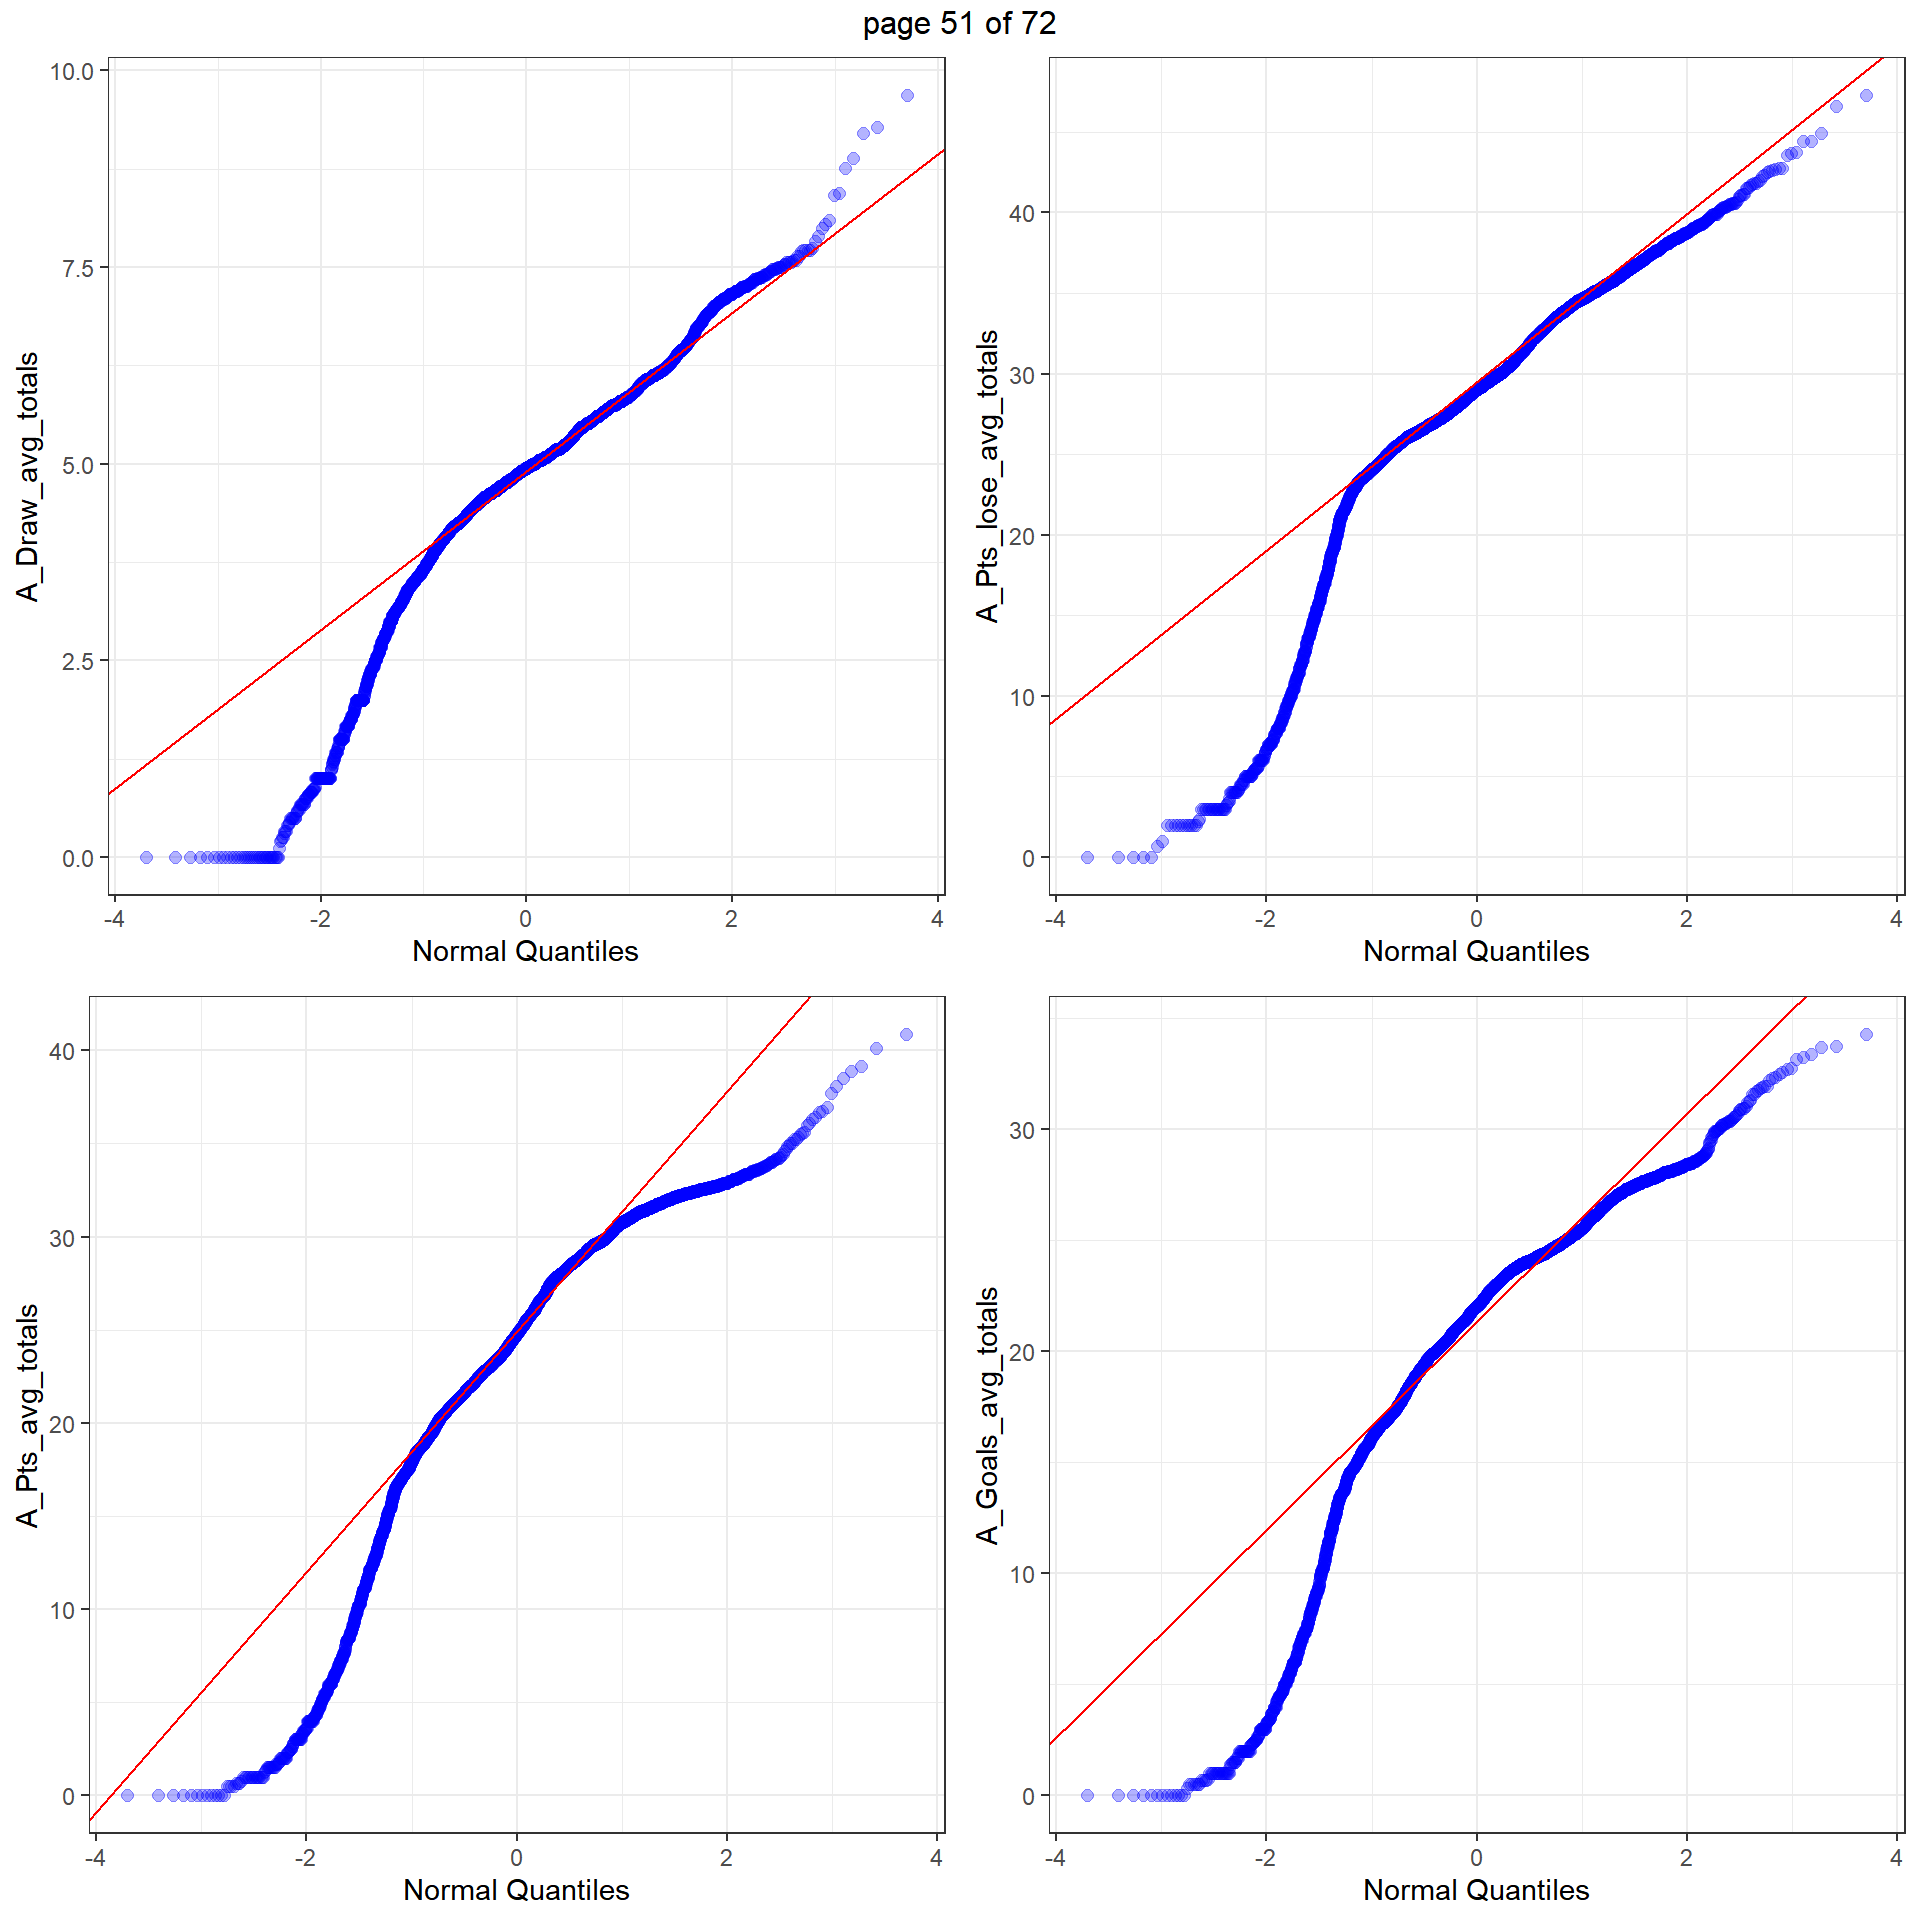 page 51 of 72
A_Draw_avg_totals
10.0
7.5
5.0
2.5
0.0
-4 -2 0 2 4
Normal Quantiles
A_Pts_lose_avg_totals
40
30
20
10
0
-4 -2 0 2 4
Normal Quantiles
A_Pts_avg_totals
40
30
20
10
0
-4 -2 0 2 4
Normal Quantiles
A_Goals_avg_totals
30
20
10
0
-4 -2 0 2 4
Normal Quantiles